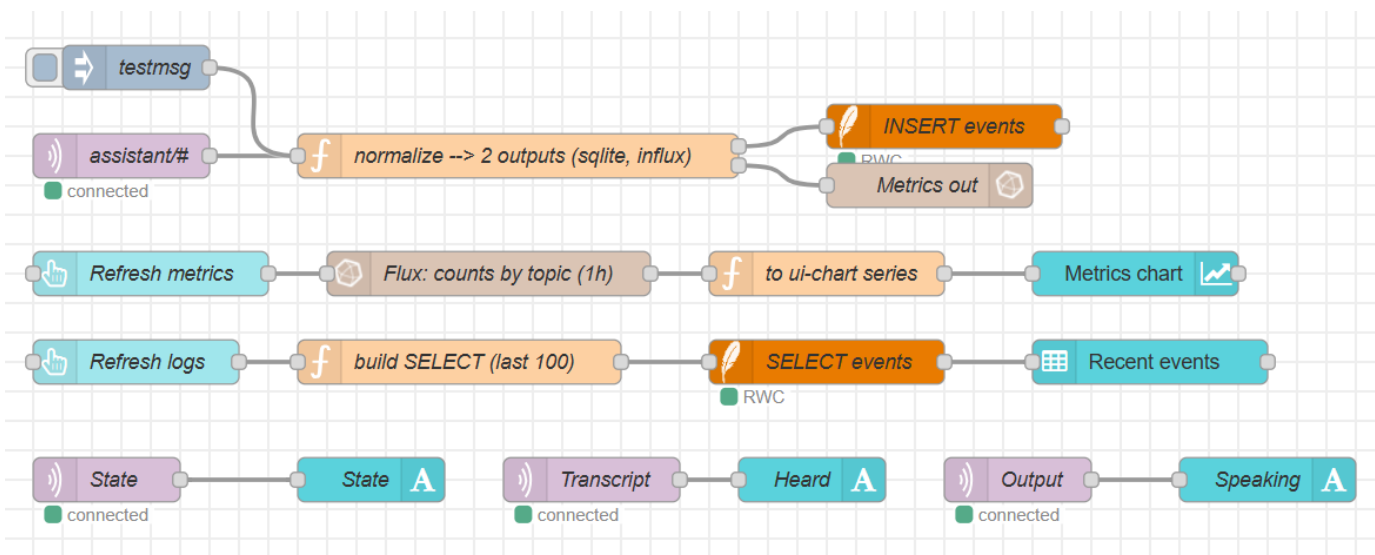 testmsg
INSERT events
assistant/#
normalize --> 2 outputs (sqlite, influx)
RWC
connected
Metrics out
Refresh metrics
Flux: counts by topic (1h)
to ui-chart series
Metrics chart
Refresh logs
build SELECT (last 100)
SELECT events
Recent events
RWC
State
State
A
Transcript
Heard
A
Output
Speaking
A
connected
connected
connected